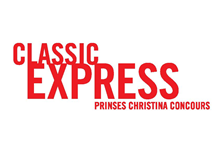 CLASSIC
EXPRESS
PRINSES CHRISTINA CONCOURS